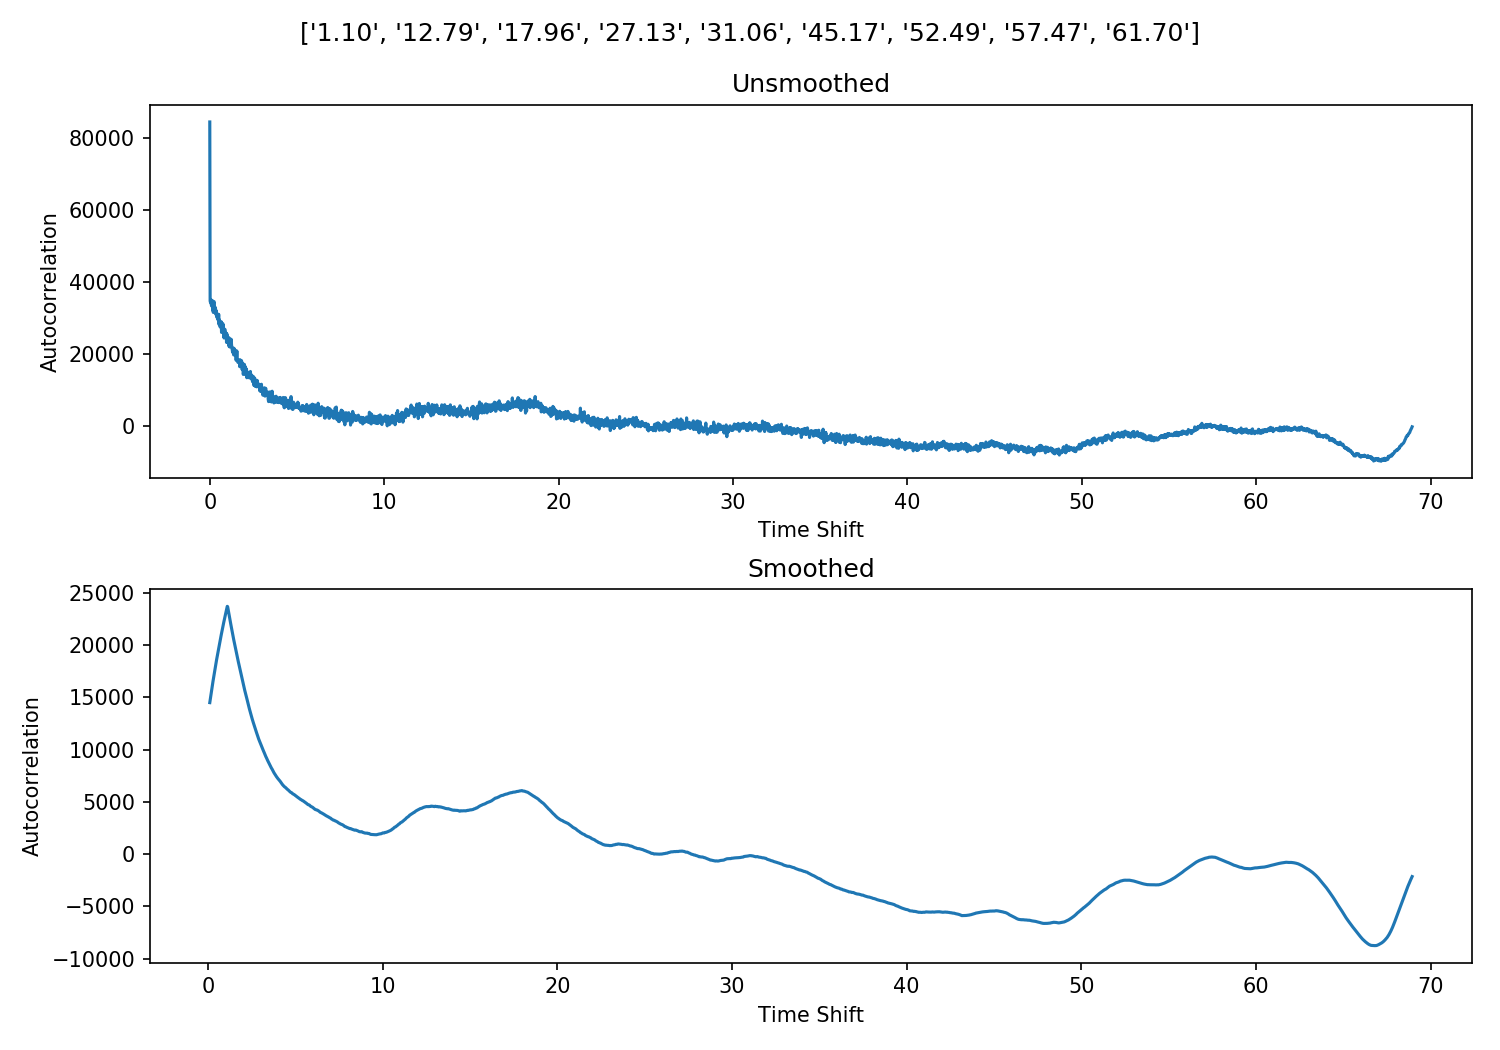 ['1.10', '12.79', '17.96', '27.13', '31.06', '45.17', '52.49', '57.47', '61.70']
Unsmoothed
Autocorrelation
80000
60000
40000
20000
0
0 10 20 30 40 50 60 70
Time Shift
Smoothed
Autocorrelation
25000
20000
15000
10000
5000
0
−5000
−10000
0 10 20 30 40 50 60 70
Time Shift